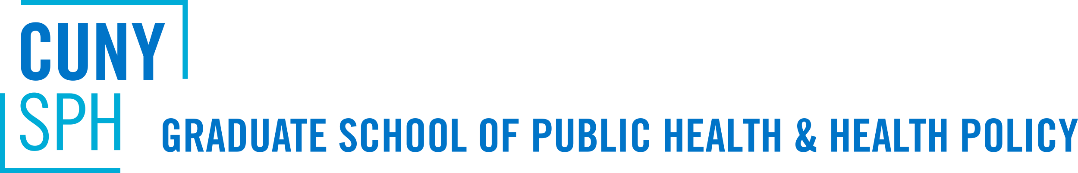 CUNY
SPH
GRADUATE SCHOOL OF PUBLIC HEALTH & HEALTH POLICY